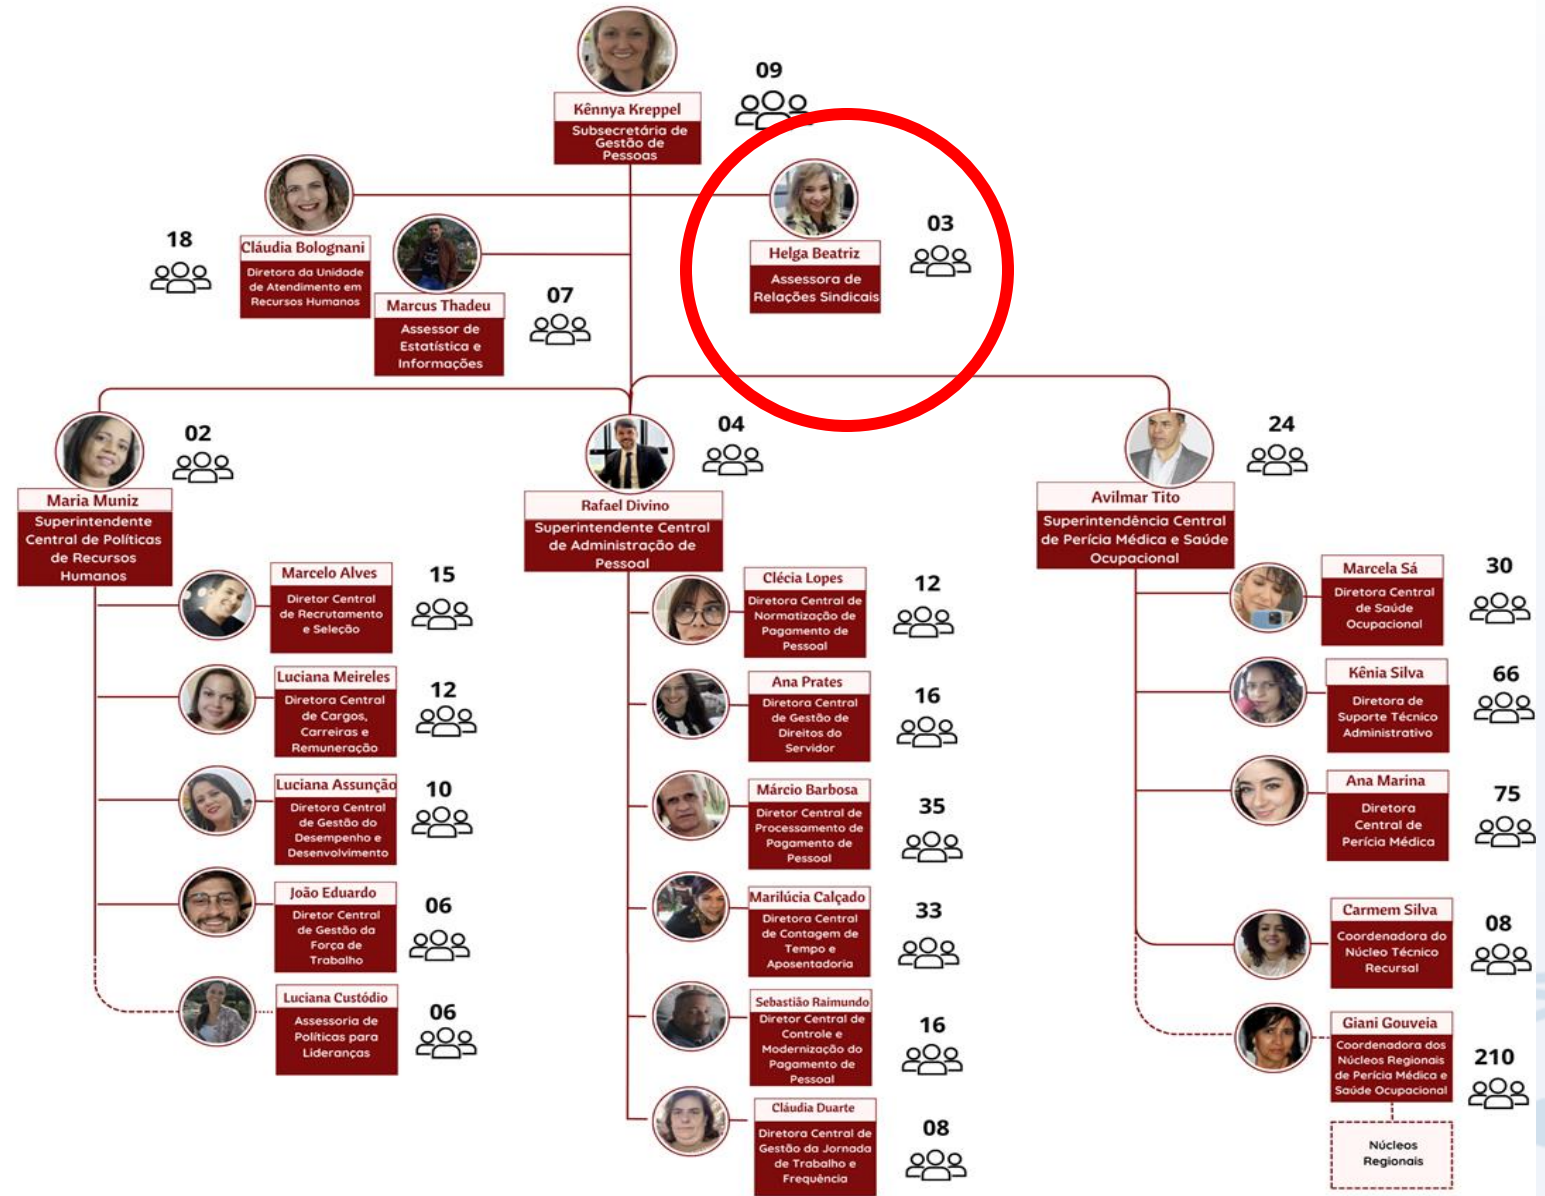 09
Kênnya Kreppel
Subsecretária de
Gestão de
Pessoas
18
Cláudia Bolognani
Diretora da Unidade
de Atendimento em
Recursos Humanos
Marcus Thadeu
Assessor de
Estatística e
Informações
07
Helga Beatriz
Assessora de
Relações Sindicais
03
02
Maria Muniz
Superintendente
Central de Políticas
de Recursos
Humanos
Marcelo Alves
Diretor Central
de Recrutamento
e Seleção
15
Luciana Meireles
Diretora Central
de Cargos,
Carreiras e
Remuneração
12
Luciana Assunção
Diretora Central
de Gestão do
Desempenho e
Desenvolvimento
10
João Eduardo
Diretor Central
de Gestão da
Força de
Trabalho
06
Luciana Custódio
Assessoria de
Políticas para
Lideranças
06
04
Rafael Divino
Superintendente Central
de Administração de
Pessoal
Clécia Lopes
Diretora Central de
Normatização de
Pagamento de
Pessoal
12
Ana Prates
Diretora Central
de Gestão de
Direitos do
Servidor
16
Márcio Barbosa
Diretor Central de
Processamento de
Pagamento de
Pessoal
35
Marilúcia Calçado
Diretora Central
de Contagem de
Tempo e
Aposentadoria
33
Sebastião Raimundo
Diretor Central de
Controle e
Modernização do
Pagamento de
Pessoal
16
Cláudia Duarte
Diretora Central de
Gestão da Jornada
de Trabalho e
Frequência
08
24
Avilmar Tito
Superintendência Central
de Perícia Médica e Saúde
Ocupacional
Marcela Sá
Diretora Central
de Saúde
Ocupacional
30
Kênia Silva
Diretora de
Suporte Técnico
Administrativo
66
Ana Marina
Diretora
Central de
Perícia Médica
75
Carmem Silva
Coordenadora do
Núcleo Técnico
Recursal
08
Giani Gouveia
Coordenadora dos
Núcleos Regionais
de Perícia Médica e
Saúde Ocupacional
210
Núcleos
Regionais